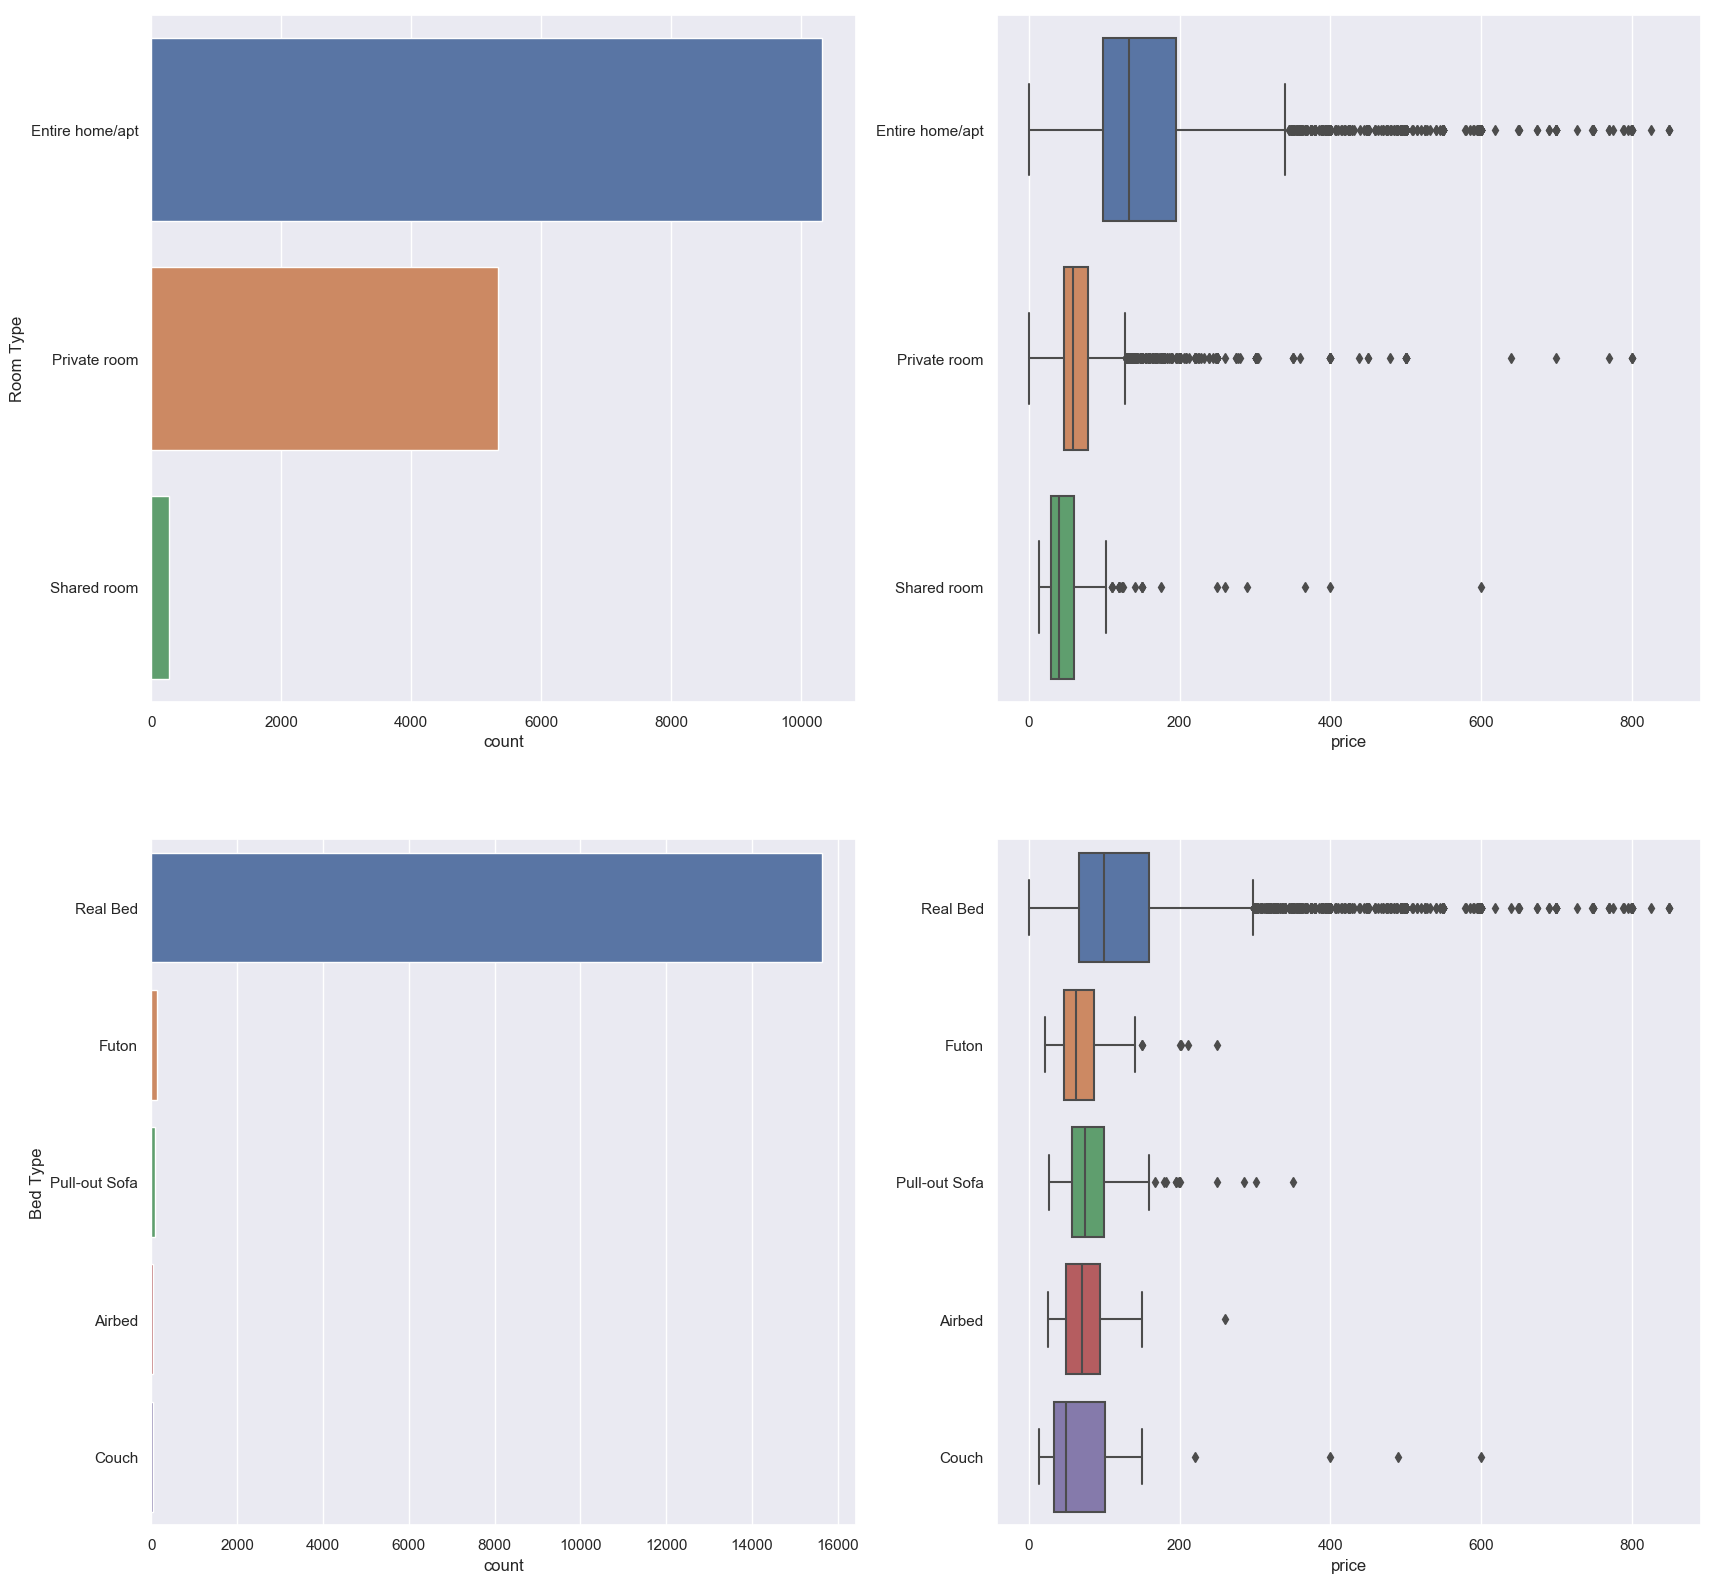 Room Type
Entire home/apt
Private room
Shared room
0 2000 4000 6000 8000 10000
count
Entire home/apt
Private room
Shared room
0 200 400 600 800
price
Bed Type
Real Bed
Futon
Pull-out Sofa
Airbed
Couch
0 2000 4000 6000 8000 10000 12000 14000 16000
count
Real Bed
Futon
Pull-out Sofa
Airbed
Couch
0 200 400 600 800
price